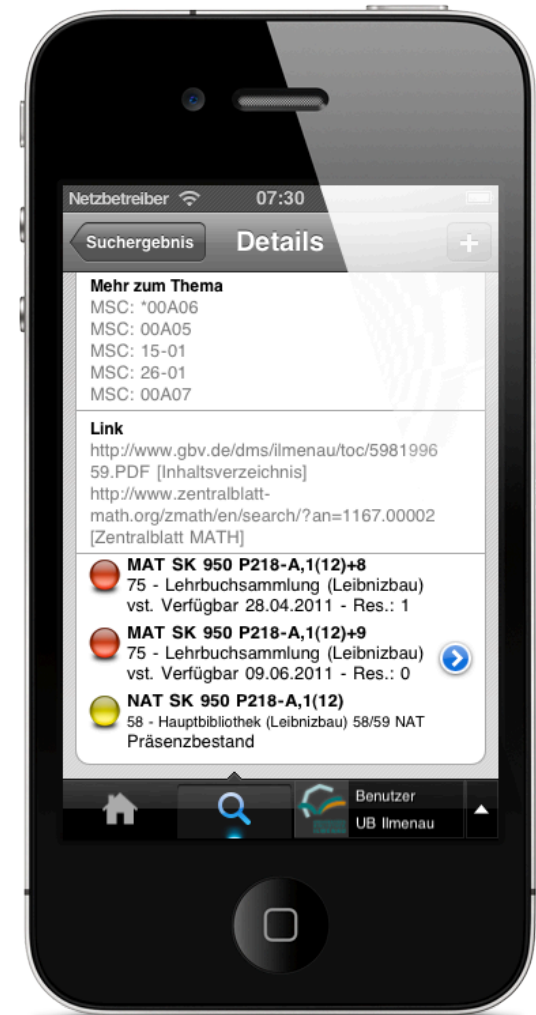 Netzbetreiber 07:30
Suchergebnis Details +
Mehr zum Thema
MSC: *00A06
MSC: 00A05
MSC: 15-01
MSC: 26-01
MSC: 00A07
Link
http://www.gbv.de/dms/ilmenau/toc/5981996
59.PDF [Inhaltsverzeichnis]
http://www.zentralblatt-
math.org/zmath/en/search/?an=1167.00002
[Zentralblatt MATH]
MAT SK 950 P218-A,1(12)+8
75 - Lehrbuchsammlung (Leibnizbau)
vst. Verfügbar 28.04.2011 - Res.: 1
MAT SK 950 P218-A,1(12)+9
75 - Lehrbuchsammlung (Leibnizbau)
vst. Verfügbar 09.06.2011 - Res.: 0
NAT SK 950 P218-A,1(12)
58 - Hauptbibliothek (Leibnizbau) 58/59 NAT
Präsenzbestand
Benutzer
UB Ilmenau